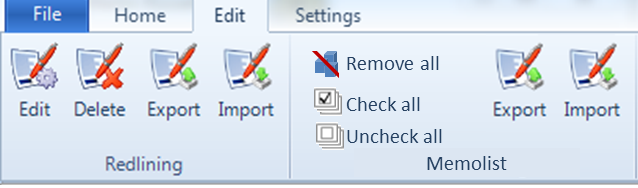 File Home Edit Settings
Remove all
Check all
Uncheck all
Edit Delete Export Import Export Import
Redlining Memolist